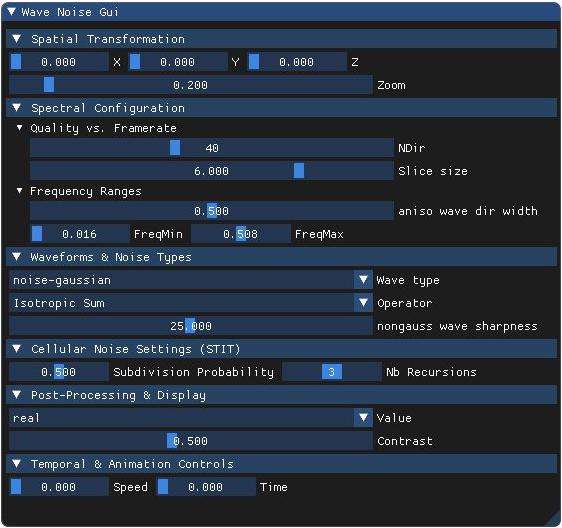 Wave Noise Gui
Spatial Transformation
0.000 X 0.000 Y 0.000 Z
0.200 Zoom
Spectral Configuration
Quality vs. Framerate
40 NDir
6.000 Slice size
Frequency Ranges
0.500 aniso wave dir width
0.016 FreqMin 0.508 FreqMax
Waveforms & Noise Types
noise-gaussian Wave type
Isotropic Sum Operator
25.000 nongauss wave sharpness
Cellular Noise Settings (STIT)
0.500 Subdivision Probability 3 Nb Recursions
Post-Processing & Display
real Value
0.500 Contrast
Temporal & Animation Controls
0.000 Speed 0.000 Time